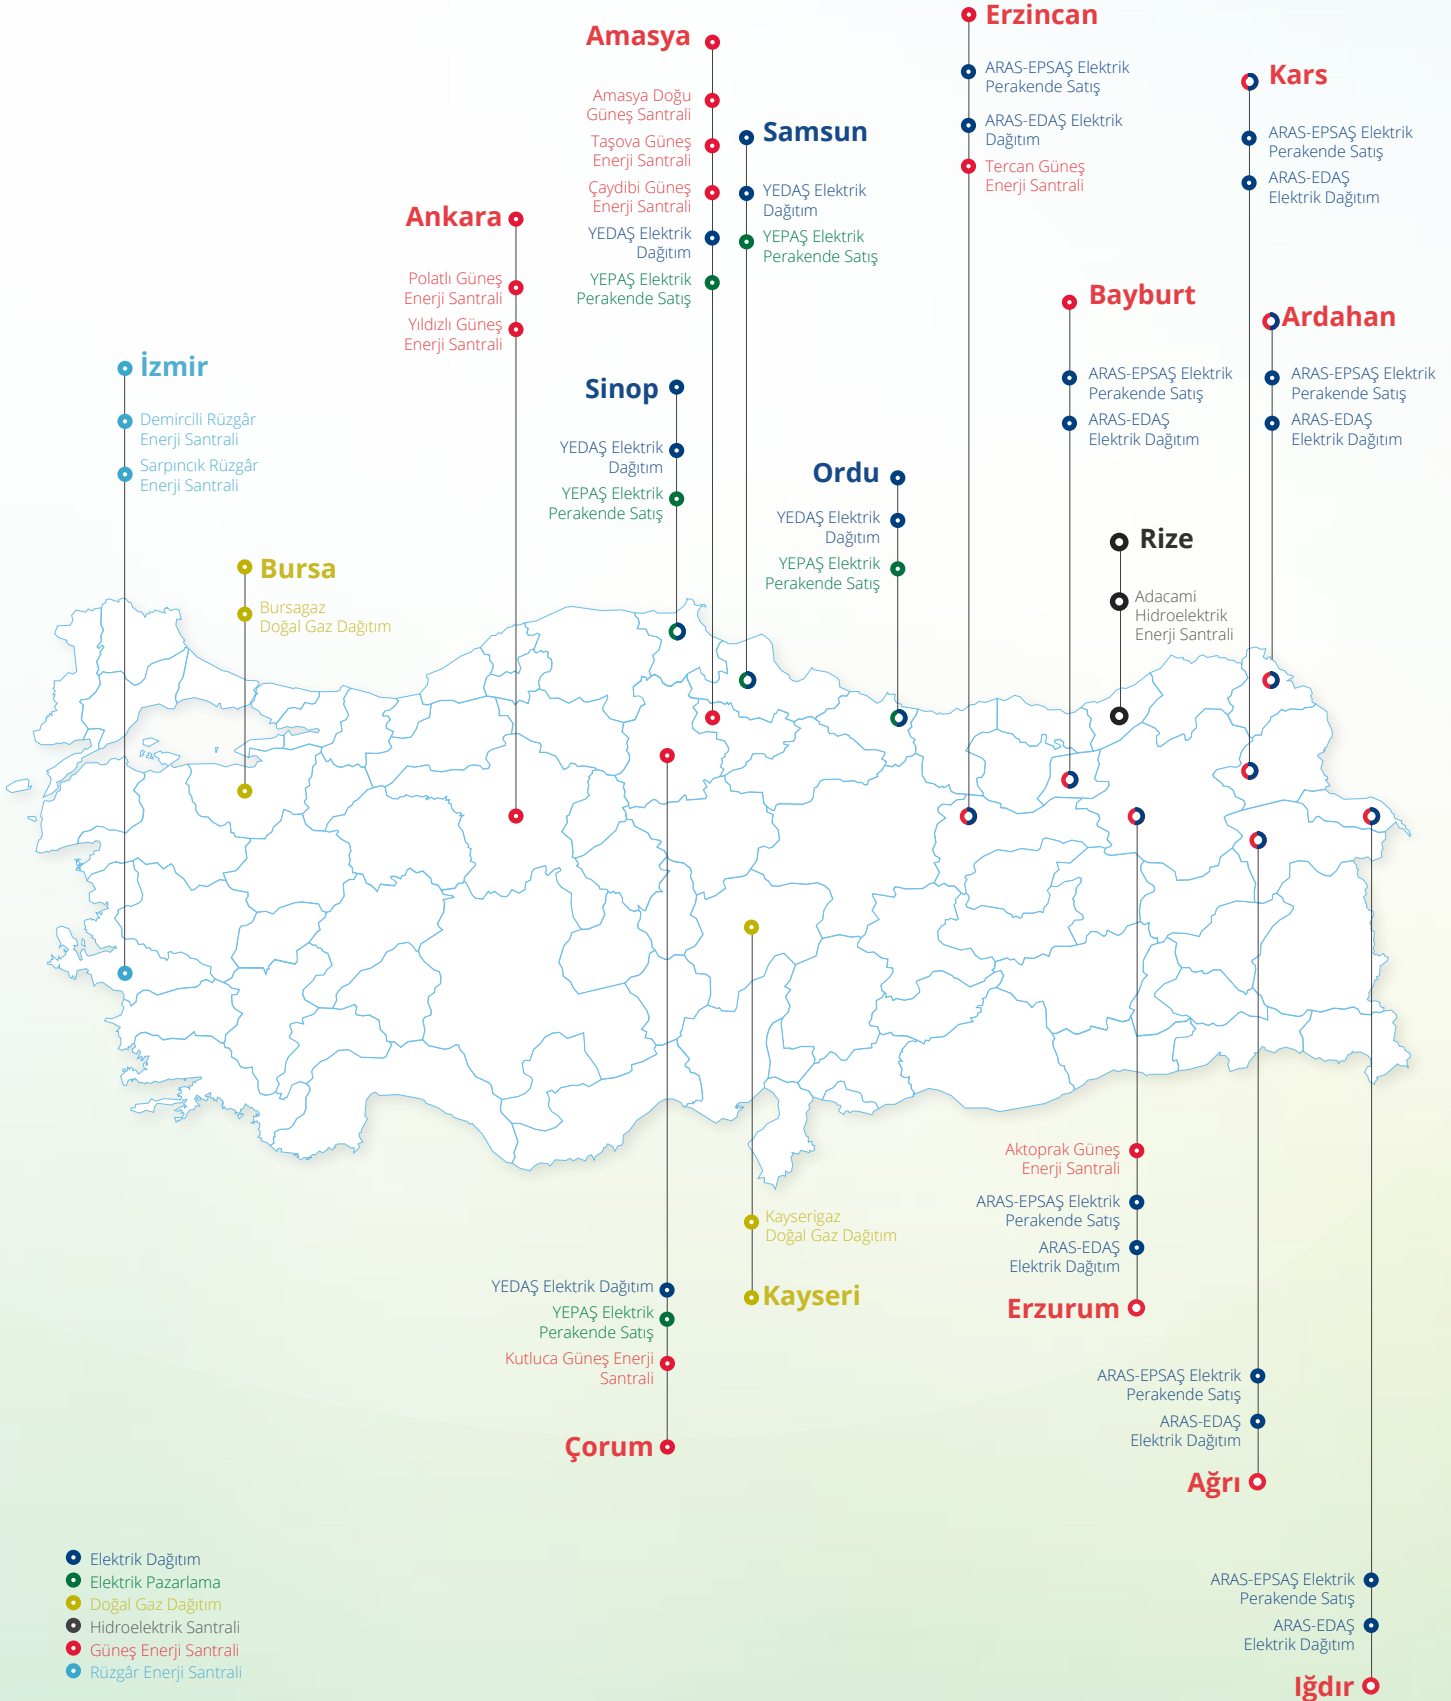 Erzincan
ARAS-EPSAŞ Elektrik
Perakende Satış
ARAS-EDAŞ Elektrik
Dağıtım
Tercan Güneş
Enerji Santrali
Amasya
Amasya Doğu
Güneş Santrali
Taşova Güneş
Enerji Santrali
Çaydibi Güneş
Enerji Santrali
YEDAŞ Elektrik
Dağıtım
YEPAŞ Elektrik
Perakende Satış
Kars
ARAS-EPSAŞ Elektrik
Perakende Satış
ARAS-EDAŞ
Elektrik Dağıtım
Samsun
YEDAŞ Elektrik
Dağıtım
YEPAŞ Elektrik
Perakende Satış
Ankara
Polatlı Güneş
Enerji Santrali
Yıldızlı Güneş
Enerji Santrali
Bayburt
ARAS-EPSAŞ Elektrik
Perakende Satış
ARAS-EDAŞ
Elektrik Dağıtım
Ardahan
ARAS-EPSAŞ Elektrik
Perakende Satış
ARAS-EDAŞ
Elektrik Dağıtım
İzmir
Demircili Rüzgâr
Enerji Santrali
Sarpıncık Rüzgâr
Enerji Santrali
Sinop
YEDAŞ Elektrik
Dağıtım
YEPAŞ Elektrik
Perakende Satış
Ordu
YEDAŞ Elektrik
Dağıtım
YEPAŞ Elektrik
Perakende Satış
Rize
Adacami
Hidroelektrik
Enerji Santrali
Bursa
Bursagaz
Doğal Gaz Dağıtım
Aktoprak Güneş
Enerji Santrali
ARAS-EPSAŞ Elektrik
Perakende Satış
ARAS-EDAŞ
Elektrik Dağıtım
Erzurum
Kayserigaz
Doğal Gaz Dağıtım
Kayseri
YEDAŞ Elektrik Dağıtım
YEPAŞ Elektrik
Perakende Satış
Kutluca Güneş Enerji
Santrali
Çorum
ARAS-EPSAŞ Elektrik
Perakende Satış
ARAS-EDAŞ
Elektrik Dağıtım
Ağrı
ARAS-EPSAŞ Elektrik
Perakende Satış
ARAS-EDAŞ
Elektrik Dağıtım
Iğdır
Elektrik Dağıtım
Elektrik Pazarlama
Doğal Gaz Dağıtım
Hidroelektrik Santrali
Güneş Enerji Santrali
Rüzgâr Enerji Santrali